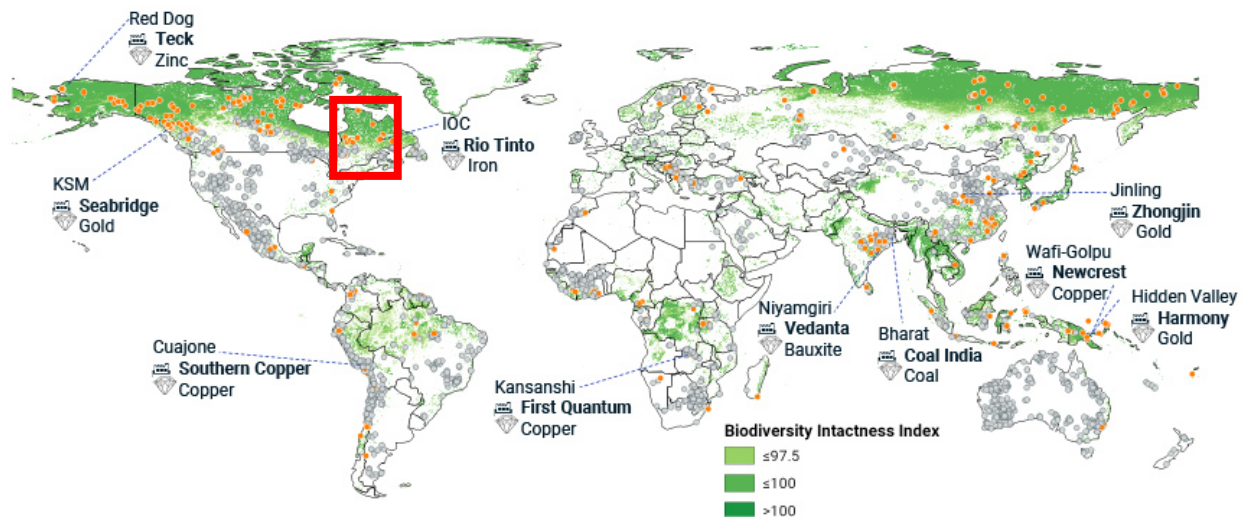 Red Dog
Teck
Zinc
IOC
Rio Tinto
Iron
KSM
Seabridge
Gold
Jinling
Zhongjin
Gold
Wafi-Golpu
Newcrest
Copper
Hidden Valley
Harmony
Gold
Niyamgiri
Vedanta
Bauxite
Bharat
Coal India
Coal
Cuajone
Southern Copper
Copper
Kansanshi
First Quantum
Copper
Biodiversity Intactness Index
≤97.5
≤100
>100